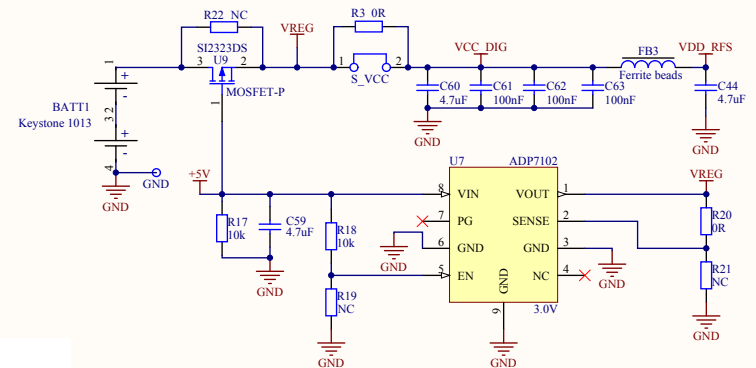 R22 NC
R3 0R
VREG
SI2323DS
U9
1
3
2
MOSFET-P
1
1
2
S_VCC
VCC_DIG
FB3
Ferrite beads
VDD_RFS
+
-
BATT1
Keystone 1013
3 2
+
-
4
GND
GND
C60
4.7uF
C61
100nF
C62
100nF
C63
100nF
C44
4.7uF
GND
GND
+5V
U7
ADP7102
VREG
8
VIN
VOUT
1
7
PG
SENSE
2
6
GND
GND
3
5
EN
NC
4
GND
9
3.0V
R17
10k
C59
4.7uF
R18
10k
R19
NC
R20
0R
R21
NC
GND
GND
GND
GND
GND
GND